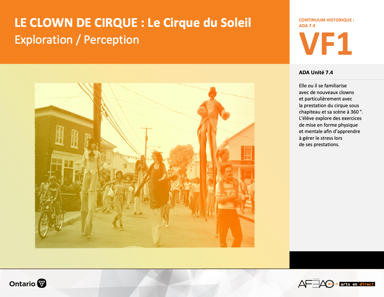 LE CLOWN DE CIRQUE : Le Cirque du Soleil
Exploration / Perception
CONTINUUM HISTORIQUE :
ADA 7.4
VF1
ADA Unité 7.4
Elle ou il se familiarise
avec de nouveaux clowns
et particulièrement avec
la prestation du cirque sous
chapiteau et sa scène à 360 °.
L'élève explore des exercices
de mise en forme physique
et mentale afin d'apprendre
à gérer le stress lors
de ses prestations.
Ontario
AFEAO arts en direct